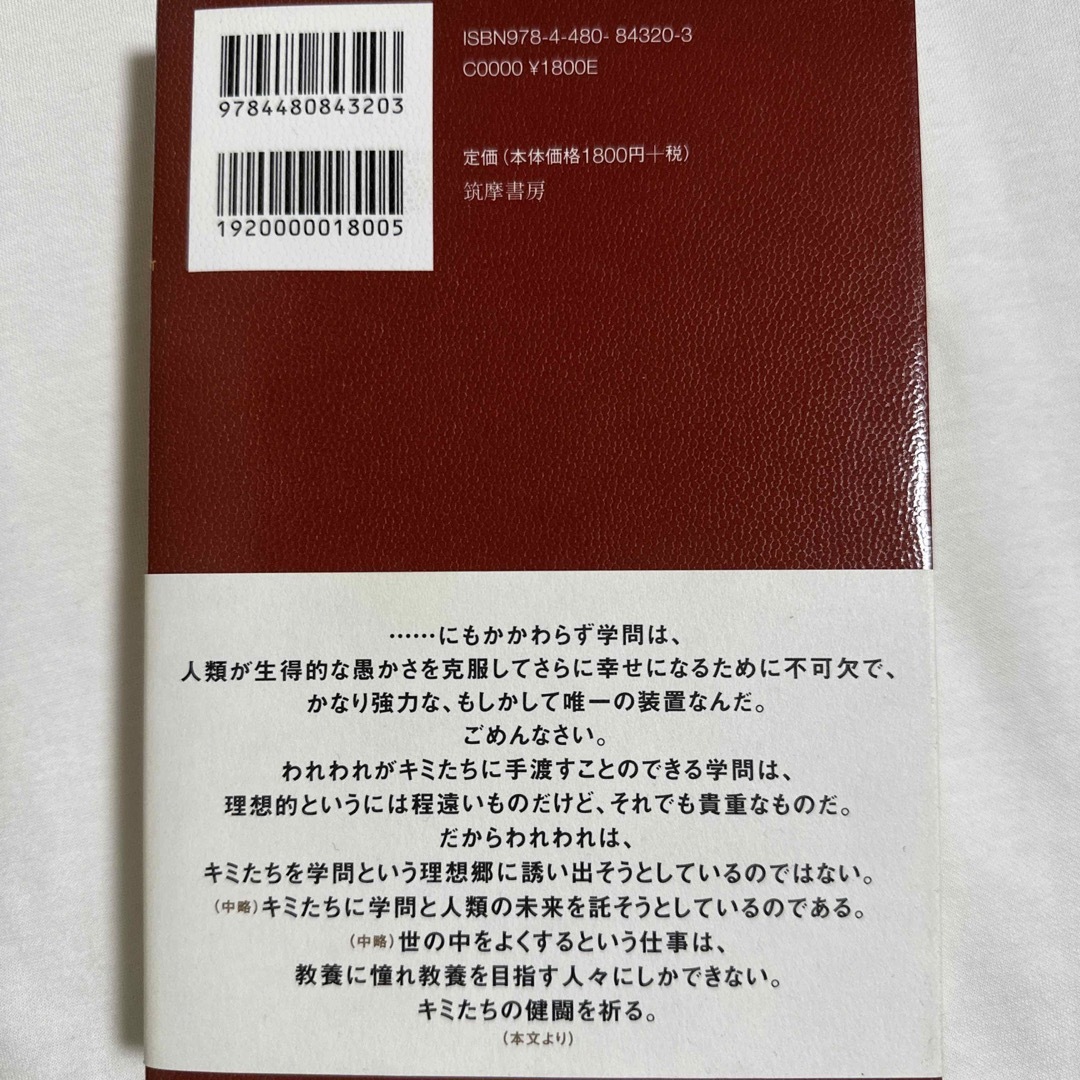 ISBN978-4-480- 84320-3
C0000 ¥1800E
9784480843203
定価(本体価格1800円+税)
筑摩書房
1920000018005
……にもかかわらず学問は、
人類が生得的な愚かさを克服してさらに幸せになるために不可欠で、
かなり強力な、もしかして唯一の装置なんだ。
ごめんなさい。
われわれがキミたちに手渡すことのできる学問は、
理想的というには程遠いものだけど、それでも貴重なものだ。
だからわれわれは、
キミたちを学問という理想郷に誘い出そうとしているのではない。
(中略)キミたちに学問と人類の未来を託そうとしているのである。
(中略)世の中をよくするという仕事は、
教養に憧れ教養を目指す人々にしかできない。
キミたちの健闘を祈る。
(本文より)